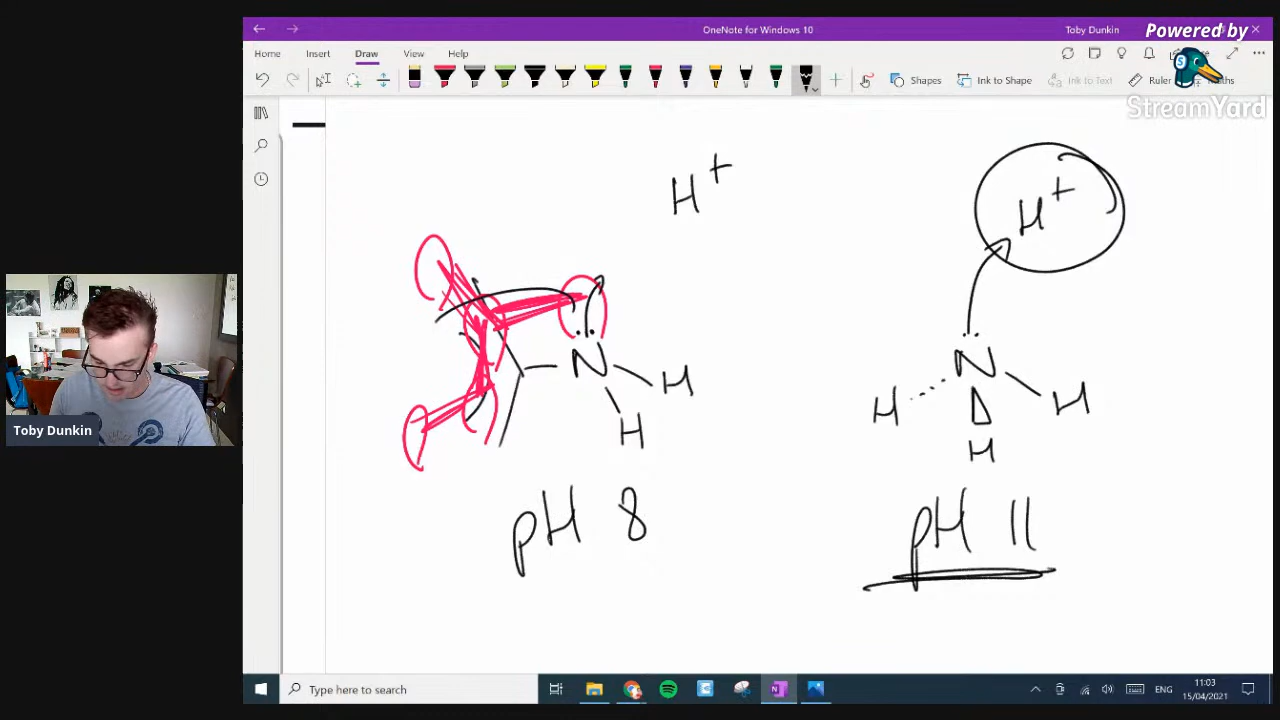 OneNote for Windows 10
Toby Dunkin
Powered by
StreamYard
Home Insert Draw View Help
Shapes
Ink to Shape
Ink to Text
Ruler
H+
H+
N
H
H
N
H
H
H
pH 8
pH 11
Toby Dunkin
Type here to search
ENG
11:03
15/04/2021